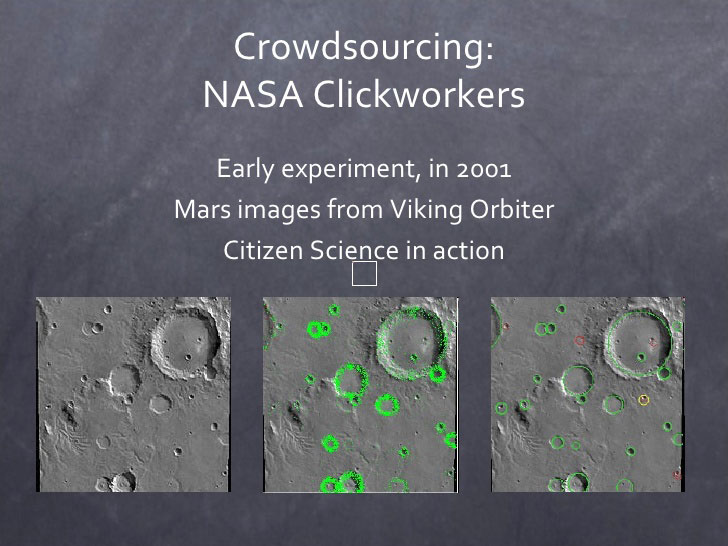 Crowdsourcing:
NASA Clickworkers
Early experiment, in 2001
Mars images from Viking Orbiter
Citizen Science in action